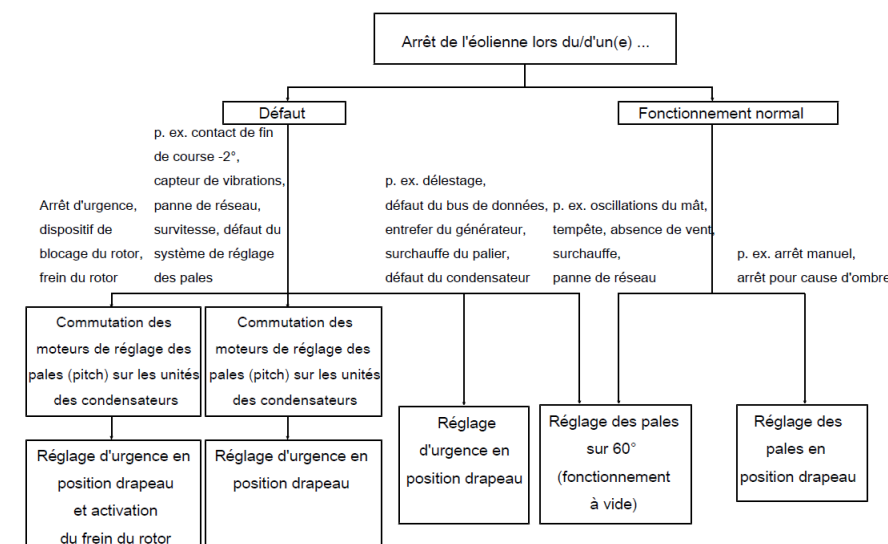 Arrêt de l'éolienne lors du/d'un(e) ...
Défaut
Fonctionnement normal
Arrêt d'urgence,
dispositif de
blocage du rotor,
frein du rotor
p. ex. contact de fin
de course -2°,
capteur de vibrations,
panne de réseau,
survitesse, défaut du
système de réglage
des pales
p. ex. délestage,
défaut du bus de données,
entrefer du générateur,
surchauffe du palier,
défaut du condensateur
p. ex. oscillations du mât,
tempête, absence de vent,
surchauffe,
panne de réseau
p. ex. arrêt manuel,
arrêt pour cause d'ombre
Commutation des
moteurs de réglage des
pales (pitch) sur les unités
des condensateurs
Commutation des
moteurs de réglage des
pales (pitch) sur les unités
des condensateurs
Réglage d'urgence en
position drapeau
et activation
du frein du rotor
Réglage d'urgence en
position drapeau
Réglage
d'urgence en
position drapeau
Réglage des pales
sur 60°
(fonctionnement
à vide)
Réglage des
pales en
position drapeau